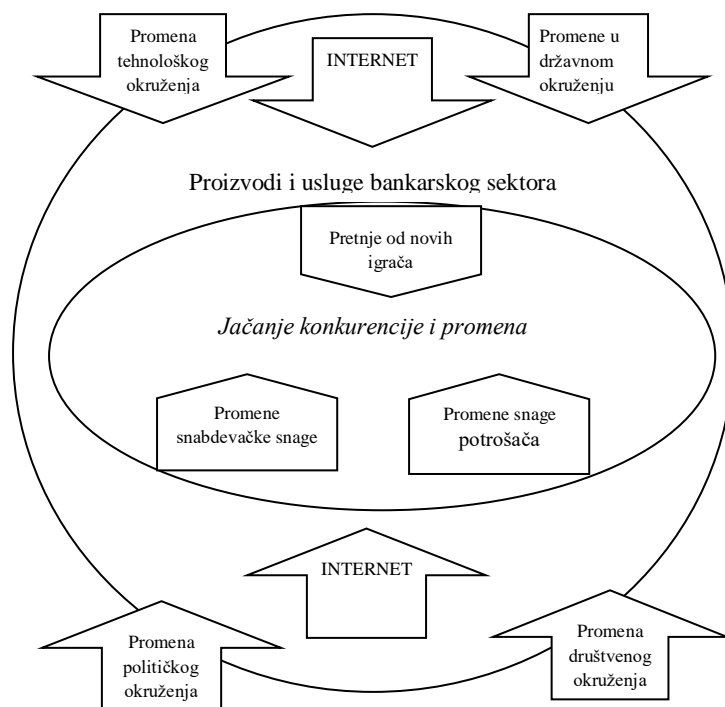 Promena
tehnološkog
okruženja
INTERNET
Promene u
državnom
okruženju
Proizvodi i usluge bankarskog sektora
Pretnje od novih
igrača
Jačanje konkurencije i promena
Promene
snabdevačke snage
Promene snage
potrošača
INTERNET
Promena
političkog
okruženja
Promena
društvenog
okruženja